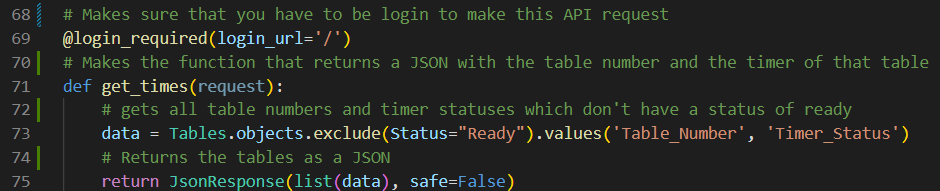 68 # Makes sure that you have to be login to make this API request
69 @login_required(login_url='/')
70 # Makes the function that returns a JSON with the table number and the timer of that table
71 def get_times(request):
72     # gets all table numbers and timer statuses which don't have a status of ready
73     data = Tables.objects.exclude(Status="Ready").values('Table_Number', 'Timer_Status')
74     # Returns the tables as a JSON
75     return JsonResponse(list(data), safe=False)